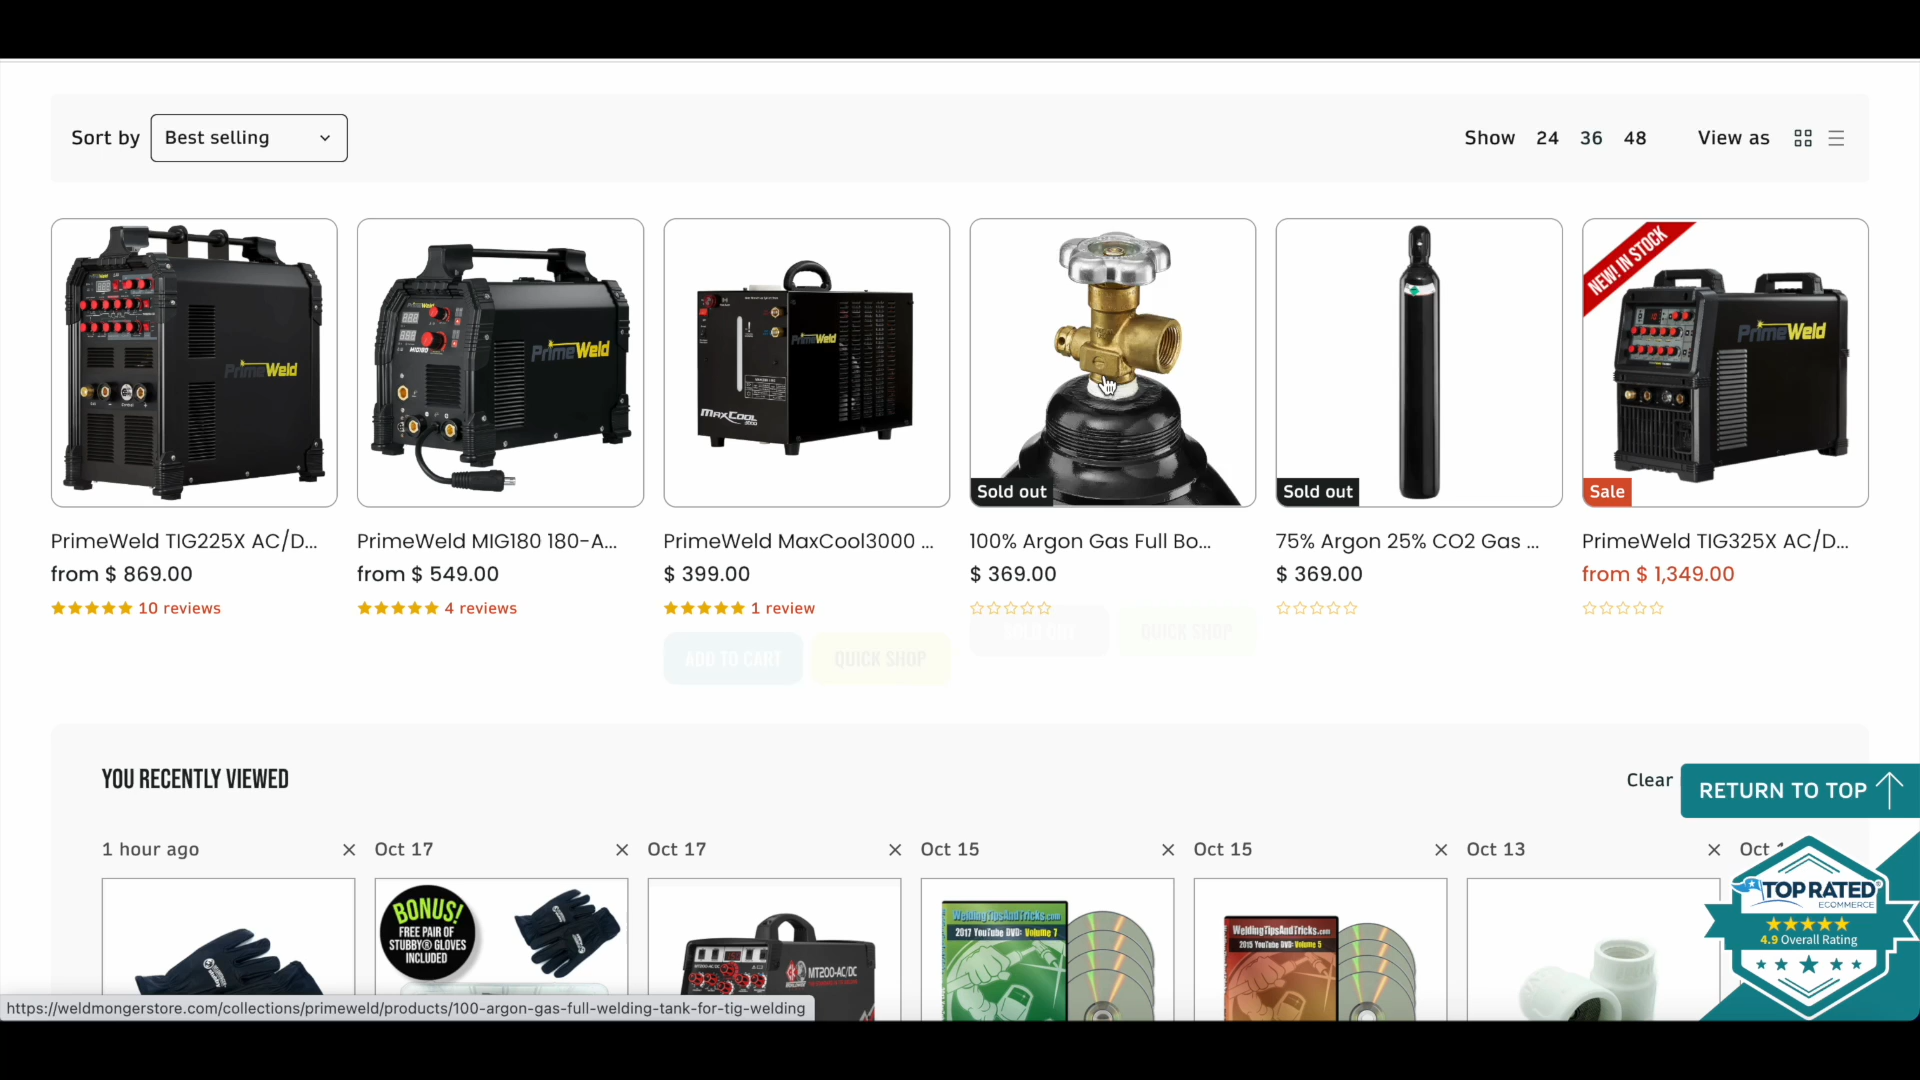 Sort by
Best selling
Show 24 36 48
View as
NEW! IN STOCK
PrimeWeld
PrimeWeld
MIG180
PrimeWeld
MAXCOOL
3000
PrimeWeld
Sold out
Sold out
Sale
PrimeWeld TIG225X AC/D...
from $ 869.00
10 reviews
PrimeWeld MIG180 180-A...
from $ 549.00
4 reviews
PrimeWeld MaxCool3000 ...
$ 399.00
1 review
ADD TO CART
QUICK SHOP
100% Argon Gas Full Bo...
$ 369.00
SOLD OUT
QUICK SHOP
75% Argon 25% CO2 Gas ...
$ 369.00
PrimeWeld TIG325X AC/D...
from $ 1,349.00
YOU RECENTLY VIEWED
Clear
RETURN TO TOP
1 hour ago
Oct 17
Oct 17
Oct 15
Oct 15
Oct 13
Oct
BONUS!
FREE PAIR OF
STUBBY® GLOVES
INCLUDED
MT200-AC/DC
WeldingTipsAndTricks.com
2017 YouTube DVD: Volume 7
WeldingTipsAndTricks.com
2015 YouTube DVD: Volume 5
TOP RATED®
ECOMMERCE
4.9 Overall Rating
https://weldmongerstore.com/collections/primeweld/products/100-argon-gas-full-welding-tank-for-tig-welding